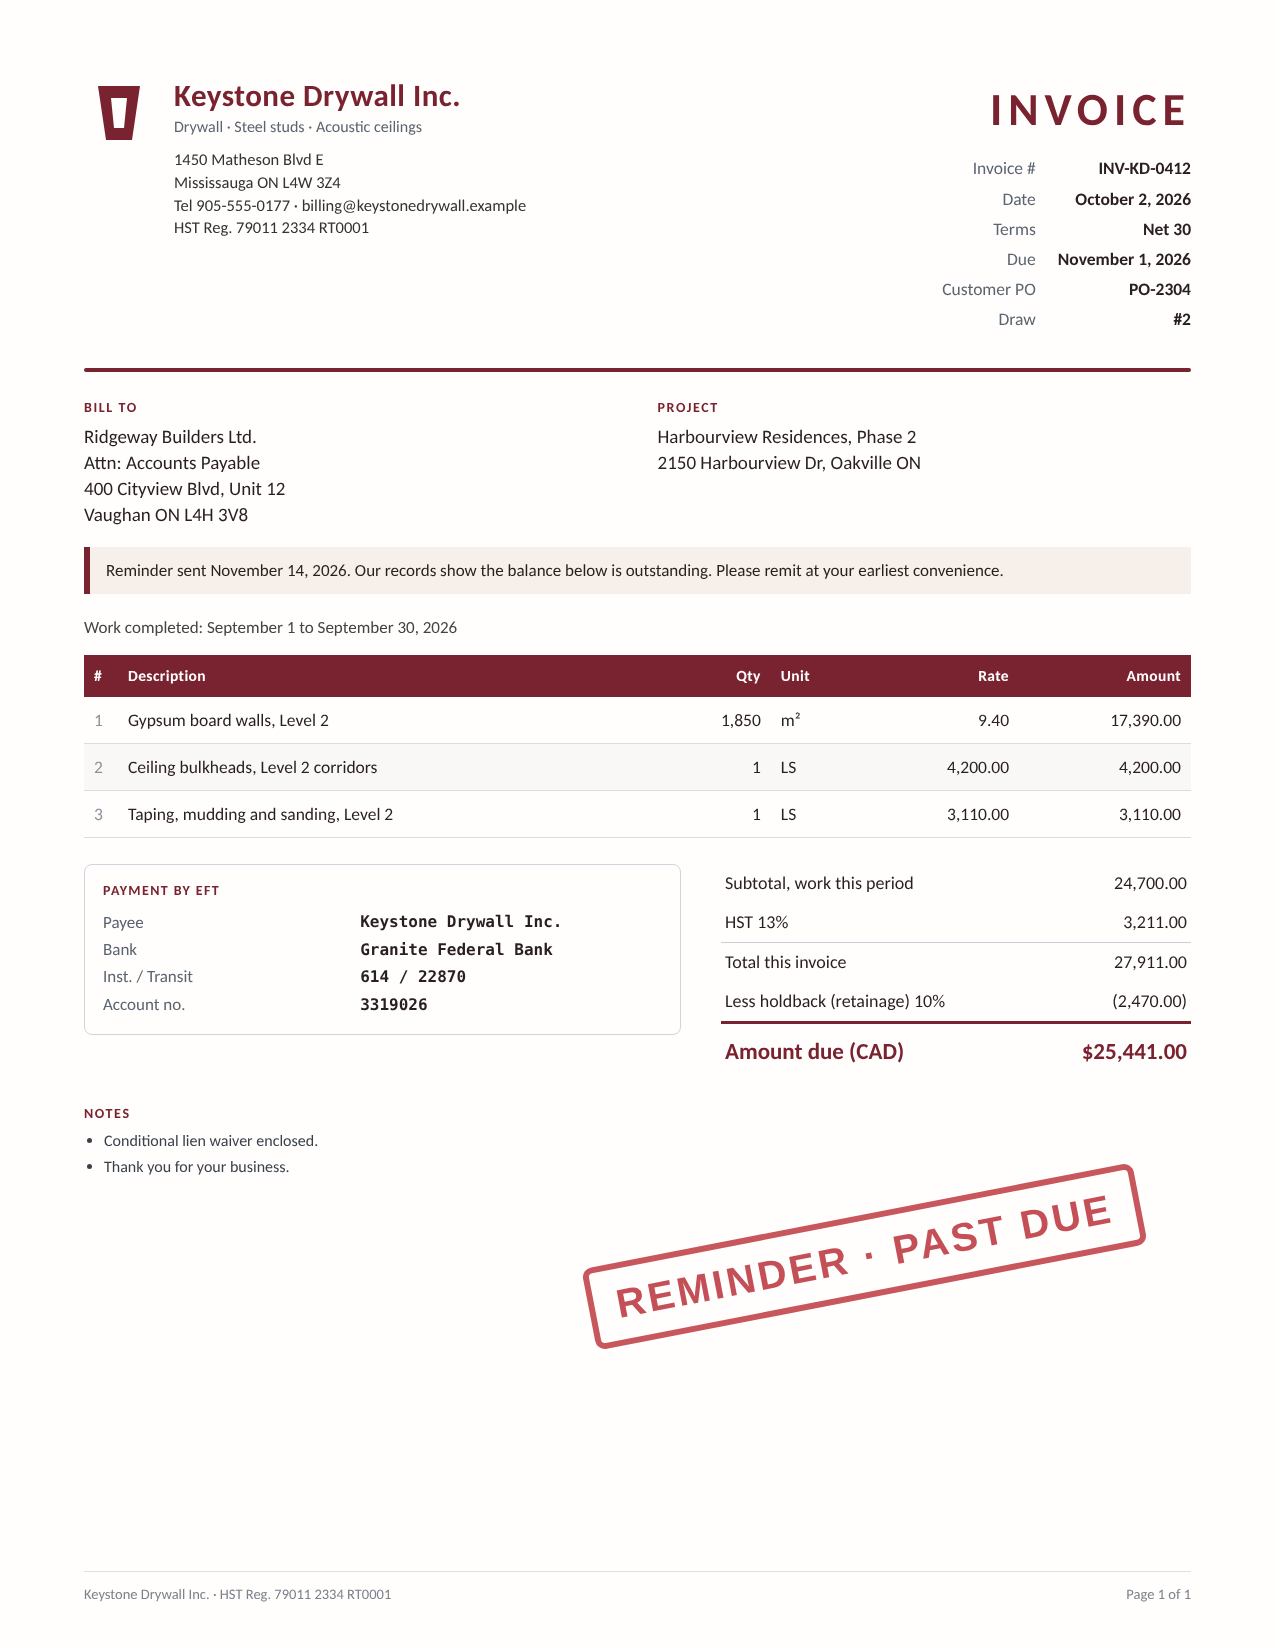 Keystone Drywall Inc.
Drywall · Steel studs · Acoustic ceilings
1450 Matheson Blvd E
Mississauga ON L4W 3Z4
Tel 905-555-0177 · billing@keystonedrywall.example
HST Reg. 79011 2334 RT0001
INVOICE
Invoice # INV-KD-0412
Date October 2, 2026
Terms Net 30
Due November 1, 2026
Customer PO PO-2304
Draw #2
BILL TO
Ridgeway Builders Ltd.
Attn: Accounts Payable
400 Cityview Blvd, Unit 12
Vaughan ON L4H 3V8
PROJECT
Harbourview Residences, Phase 2
2150 Harbourview Dr, Oakville ON
Reminder sent November 14, 2026. Our records show the balance below is outstanding. Please remit at your earliest convenience.
Work completed: September 1 to September 30, 2026
# Description Qty Unit Rate Amount
1 Gypsum board walls, Level 2 1,850 m² 9.40 17,390.00
2 Ceiling bulkheads, Level 2 corridors 1 LS 4,200.00 4,200.00
3 Taping, mudding and sanding, Level 2 1 LS 3,110.00 3,110.00
PAYMENT BY EFT
Payee Keystone Drywall Inc.
Bank Granite Federal Bank
Inst. / Transit 614 / 22870
Account no. 3319026
Subtotal, work this period 24,700.00
HST 13% 3,211.00
Total this invoice 27,911.00
Less holdback (retainage) 10% (2,470.00)
Amount due (CAD) $25,441.00
NOTES
• Conditional lien waiver enclosed.
• Thank you for your business.
REMINDER · PAST DUE
Keystone Drywall Inc. · HST Reg. 79011 2334 RT0001
Page 1 of 1